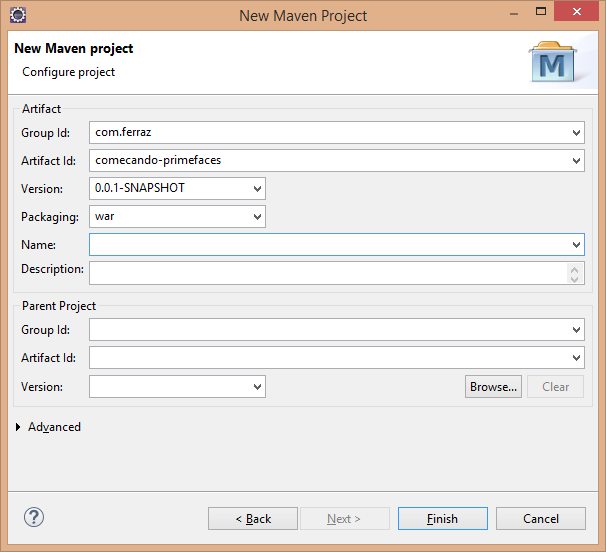 New Maven Project
New Maven project
Configure project
M
Artifact
Group Id: com.ferraz
Artifact Id: comecando-primefaces
Version: 0.0.1-SNAPSHOT
Packaging: war
Name:
Description:
Parent Project
Group Id:
Artifact Id:
Version: Browse... Clear
Advanced
? < Back Next > Finish Cancel